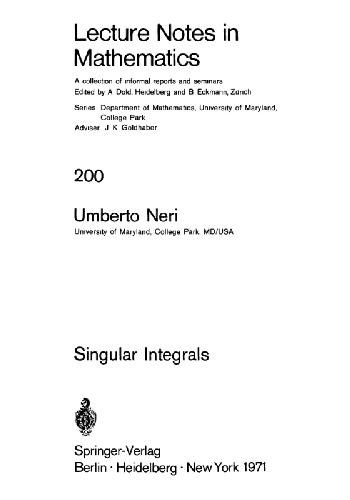 Lecture Notes in
Mathematics
A collection of informal reports and seminars
Edited by A Dold, Heidelberg and B Eckmann, Zürich
Series Department of Mathematics, University of Maryland,
College Park
Adviser J K Goldhaber
200
Umberto Neri
University of Maryland, College Park, MD/USA
Singular Integrals
Springer-Verlag
Berlin · Heidelberg · New York 1971